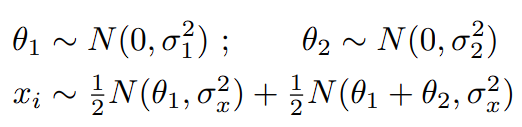 θ₁ ∼ N(0, σ₁²) ; θ₂ ∼ N(0, σ₂²)
xᵢ ∼ ½N(θ₁, σₓ²) + ½N(θ₁ + θ₂, σₓ²)